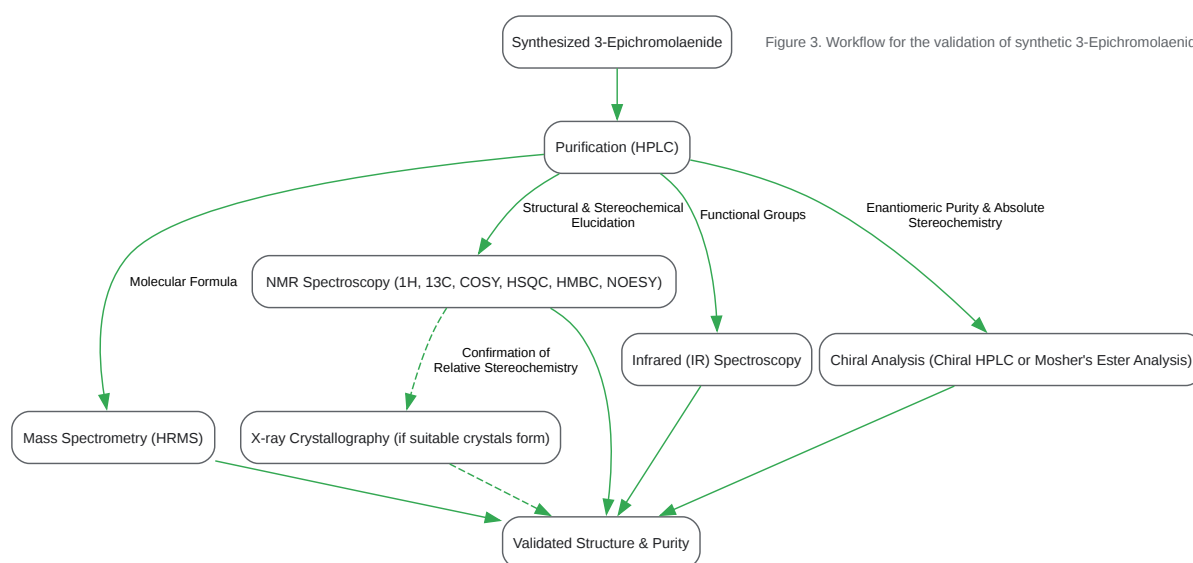 Synthesized 3-Epichromolaenide
Figure 3. Workflow for the validation of synthetic 3-Epichromolaenid
Purification (HPLC)
Structural & Stereochemical
Elucidation
Functional Groups
Enantiomeric Purity & Absolute
Stereochemistry
Molecular Formula
NMR Spectroscopy (1H, 13C, COSY, HSQC, HMBC, NOESY)
Confirmation of
Relative Stereochemistry
Infrared (IR) Spectroscopy
Chiral Analysis (Chiral HPLC or Mosher's Ester Analysis)
Mass Spectrometry (HRMS)
X-ray Crystallography (if suitable crystals form)
Validated Structure & Purity